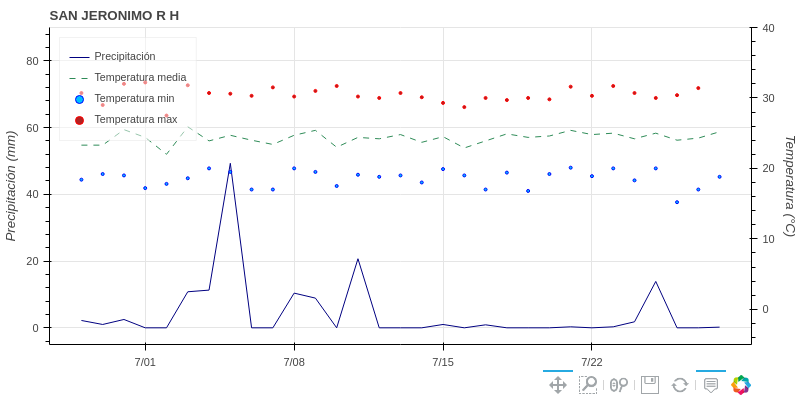 SAN JERONIMO R H
Precipitación
Temperatura media
Temperatura min
Temperatura max
Precipitación (mm)
80
60
40
20
0
40
30
20
10
0
Temperatura (°C)
7/01
7/08
7/15
7/22